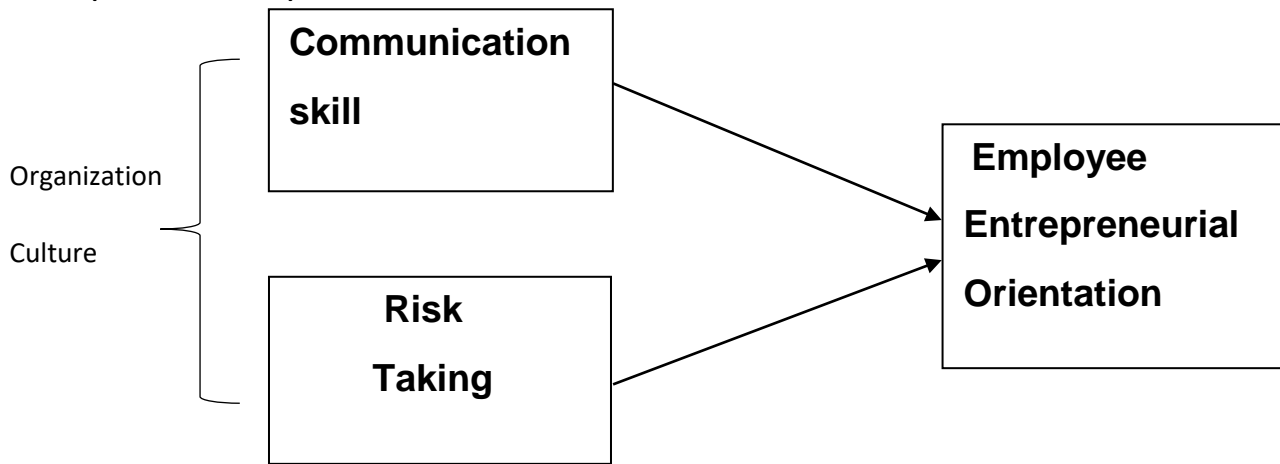 Communication
skill
Organization
Culture
Risk
Taking
Employee
Entrepreneurial
Orientation